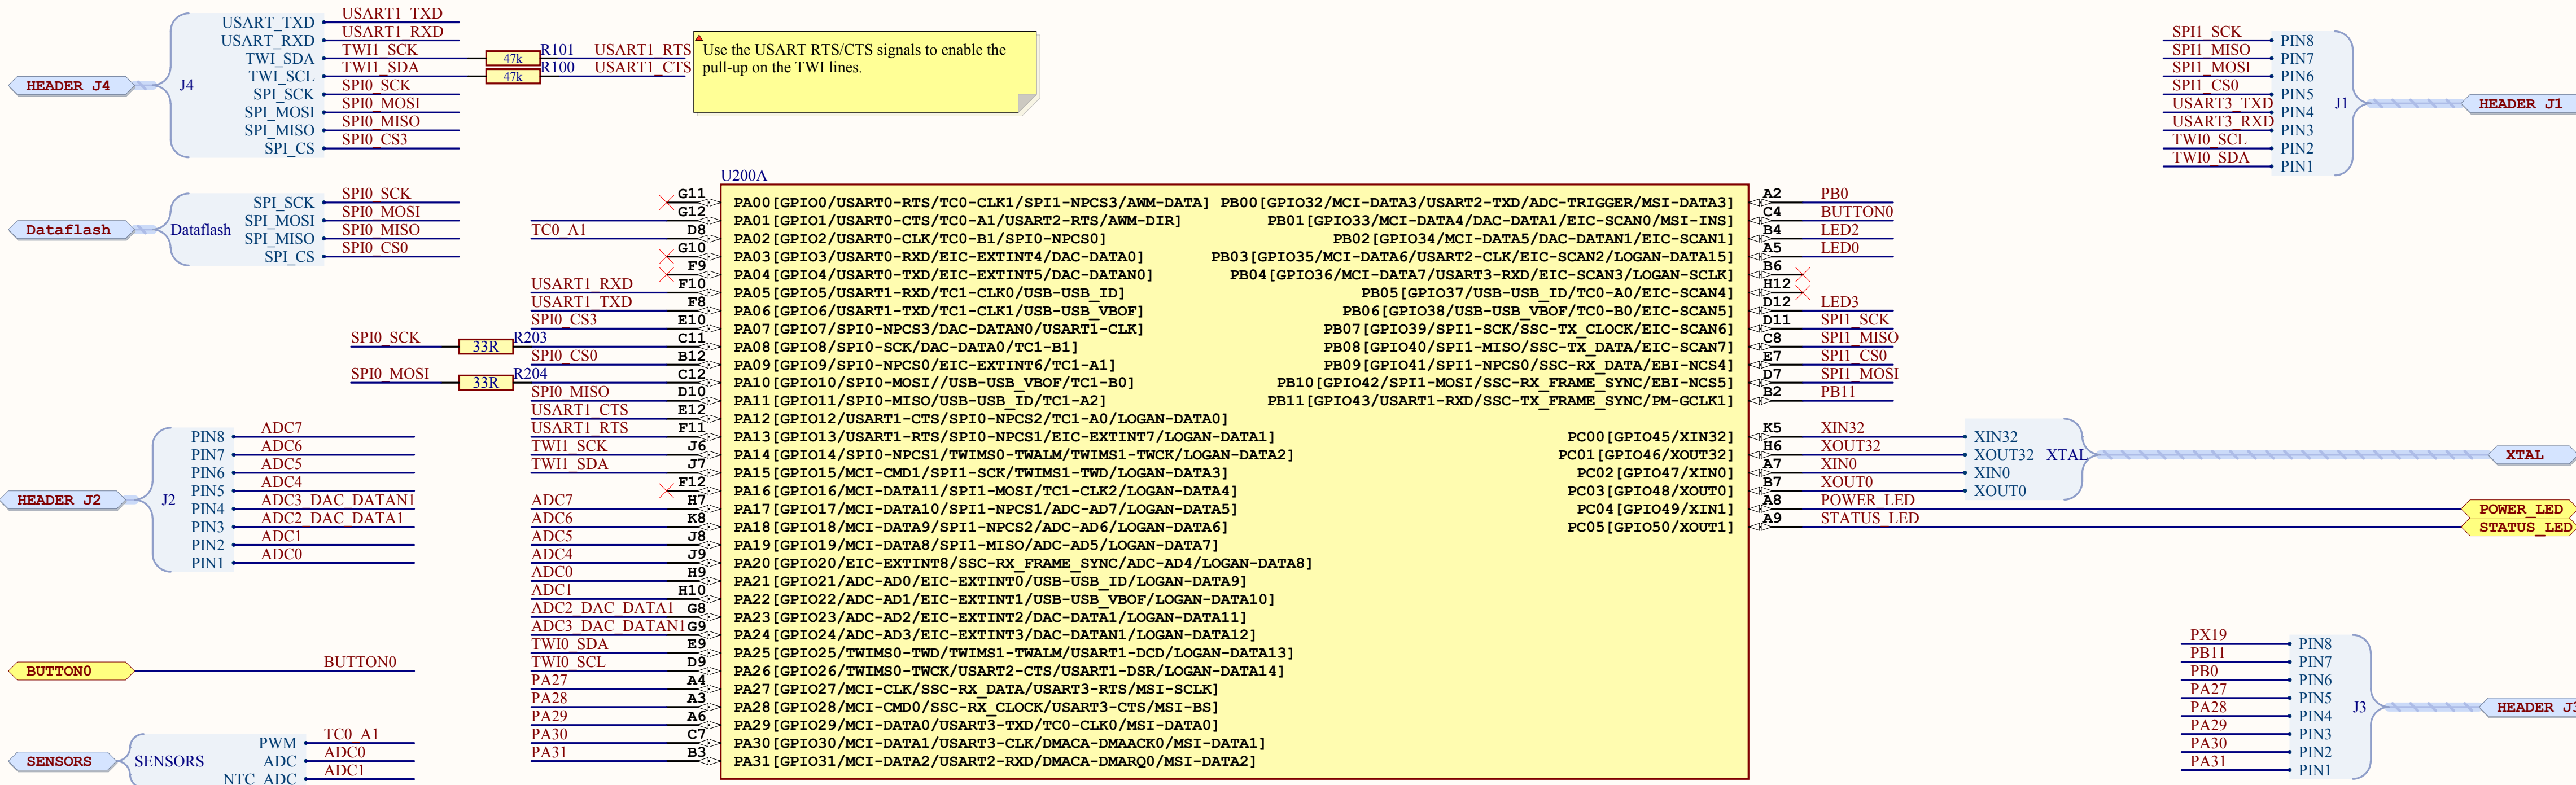 USART_TXD USART1_TXD
USART_RXD USART1_RXD
TWI_SDA TWI1_SCK 47k R101 USART1_RTS
TWI_SCL TWI1_SDA 47k R100 USART1_CTS
SPI_SCK SPI0_SCK
SPI_MOSI SPI0_MOSI
SPI_MISO SPI0_MISO
SPI_CS SPI0_CS3
HEADER J4
J4
Use the USART RTS/CTS signals to enable the
pull-up on the TWI lines.
SPI1_SCK PIN8
SPI1_MISO PIN7
SPI1_MOSI PIN6
SPI1_CS0 PIN5
USART3_TXD PIN4
USART3_RXD PIN3
TWI0_SCL PIN2
TWI0_SDA PIN1
J1
HEADER J1
Dataflash
Dataflash
SPI_SCK SPI0_SCK
SPI_MOSI SPI0_MOSI
SPI_MISO SPI0_MISO
SPI_CS SPI0_CS0
SPI0_SCK 33R R203
SPI0_MOSI 33R R204
HEADER J2
J2
PIN8 ADC7
PIN7 ADC6
PIN6 ADC5
PIN5 ADC4
PIN4 ADC3_DAC_DATAN1
PIN3 ADC2_DAC_DATA1
PIN2 ADC1
PIN1 ADC0
BUTTON0 BUTTON0
SENSORS
SENSORS
PWM TC0_A1
ADC ADC0
NTC_ADC ADC1
U200A
G11 PA00[GPIO0/USART0-RTS/TC0-CLK1/SPI1-NPCS3/AWM-DATA]
G12 PA01[GPIO1/USART0-CTS/TC0-A1/USART2-RTS/AWM-DIR]
TC0_A1 D8 PA02[GPIO2/USART0-CLK/TC0-B1/SPI0-NPCS0]
G10 PA03[GPIO3/USART0-RXD/EIC-EXTINT4/DAC-DATA0]
F9 PA04[GPIO4/USART0-TXD/EIC-EXTINT5/DAC-DATAN0]
USART1_RXD F10 PA05[GPIO5/USART1-RXD/TC1-CLK0/USB-USB_ID]
USART1_TXD F8 PA06[GPIO6/USART1-TXD/TC1-CLK1/USB-USB_VBOF]
SPI0_CS3 E10 PA07[GPIO7/SPI0-NPCS3/DAC-DATAN0/USART1-CLK]
C11 PA08[GPIO8/SPI0-SCK/DAC-DATA0/TC1-B1]
SPI0_CS0 B12 PA09[GPIO9/SPI0-NPCS0/EIC-EXTINT6/TC1-A1]
C12 PA10[GPIO10/SPI0-MOSI//USB-USB_VBOF/TC1-B0]
SPI0_MISO D10 PA11[GPIO11/SPI0-MISO/USB-USB_ID/TC1-A2]
USART1_CTS E12 PA12[GPIO12/USART1-CTS/SPI0-NPCS2/TC1-A0/LOGAN-DATA0]
USART1_RTS F11 PA13[GPIO13/USART1-RTS/SPI0-NPCS1/EIC-EXTINT7/LOGAN-DATA1]
TWI1_SCK J6 PA14[GPIO14/SPI0-NPCS1/TWIMS0-TWALM/TWIMS1-TWCK/LOGAN-DATA2]
TWI1_SDA J7 PA15[GPIO15/MCI-CMD1/SPI1-SCK/TWIMS1-TWD/LOGAN-DATA3]
F12 PA16[GPIO16/MCI-DATA11/SPI1-MOSI/TC1-CLK2/LOGAN-DATA4]
ADC7 H7 PA17[GPIO17/MCI-DATA10/SPI1-NPCS1/ADC-AD7/LOGAN-DATA5]
ADC6 K8 PA18[GPIO18/MCI-DATA9/SPI1-NPCS2/ADC-AD6/LOGAN-DATA6]
ADC5 J8 PA19[GPIO19/MCI-DATA8/SPI1-MISO/ADC-AD5/LOGAN-DATA7]
ADC4 J9 PA20[GPIO20/EIC-EXTINT8/SSC-RX_FRAME_SYNC/ADC-AD4/LOGAN-DATA8]
ADC0 H9 PA21[GPIO21/ADC-AD0/EIC-EXTINT0/USB-USB_ID/LOGAN-DATA9]
ADC1 H10 PA22[GPIO22/ADC-AD1/EIC-EXTINT1/USB-USB_VBOF/LOGAN-DATA10]
ADC2_DAC_DATA1 G8 PA23[GPIO23/ADC-AD2/EIC-EXTINT2/DAC-DATA1/LOGAN-DATA11]
ADC3_DAC_DATAN1 G9 PA24[GPIO24/ADC-AD3/EIC-EXTINT3/DAC-DATAN1/LOGAN-DATA12]
TWI0_SDA E9 PA25[GPIO25/TWIMS0-TWD/TWIMS1-TWALM/USART1-DCD/LOGAN-DATA13]
TWI0_SCL D9 PA26[GPIO26/TWIMS0-TWCK/USART2-CTS/USART1-DSR/LOGAN-DATA14]
PA27 A4 PA27[GPIO27/MCI-CLK/SSC-RX_DATA/USART3-RTS/MSI-SCLK]
PA28 A3 PA28[GPIO28/MCI-CMD0/SSC-RX_CLOCK/USART3-CTS/MSI-BS]
PA29 A6 PA29[GPIO29/MCI-DATA0/USART3-TXD/TC0-CLK0/MSI-DATA0]
PA30 C7 PA30[GPIO30/MCI-DATA1/USART3-CLK/DMACA-DMAACK0/MSI-DATA1]
PA31 B3 PA31[GPIO31/MCI-DATA2/USART2-RXD/DMACA-DMARQ0/MSI-DATA2]
PB00[GPIO32/MCI-DATA3/USART2-TXD/ADC-TRIGGER/MSI-DATA3] A2 PB0
PB01[GPIO33/MCI-DATA4/DAC-DATA1/EIC-SCAN0/MSI-INS] C4 BUTTON0
PB02[GPIO34/MCI-DATA5/DAC-DATAN1/EIC-SCAN1] B4 LED2
PB03[GPIO35/MCI-DATA6/USART2-CLK/EIC-SCAN2/LOGAN-DATA15] A5 LED0
PB04[GPIO36/MCI-DATA7/USART3-RXD/EIC-SCAN3/LOGAN-SCLK] B6
PB05[GPIO37/USB-USB_ID/TC0-A0/EIC-SCAN4] H12
PB06[GPIO38/USB-USB_VBOF/TC0-B0/EIC-SCAN5] D12 LED3
PB07[GPIO39/SPI1-SCK/SSC-TX_CLOCK/EIC-SCAN6] D11 SPI1_SCK
PB08[GPIO40/SPI1-MISO/SSC-TX_DATA/EIC-SCAN7] C8 SPI1_MISO
PB09[GPIO41/SPI1-NPCS0/SSC-RX_DATA/EBI-NCS4] E7 SPI1_CS0
PB10[GPIO42/SPI1-MOSI/SSC-RX_FRAME_SYNC/EBI-NCS5] D7 SPI1_MOSI
PB11[GPIO43/USART1-RXD/SSC-TX_FRAME_SYNC/PM-GCLK1] B2 PB11
PC00[GPIO45/XIN32] K5 XIN32 XIN32
PC01[GPIO46/XOUT32] H6 XOUT32 XOUT32 XTAL XTAL
PC02[GPIO47/XIN0] A7 XIN0 XIN0
PC03[GPIO48/XOUT0] B7 XOUT0 XOUT0
PC04[GPIO49/XIN1] A8 POWER_LED POWER_LED
PC05[GPIO50/XOUT1] A9 STATUS_LED STATUS_LED
PX19 PIN8
PB11 PIN7
PB0 PIN6
PA27 PIN5
PA28 PIN4
PA29 PIN3
PA30 PIN2
PA31 PIN1
J3
HEADER J3